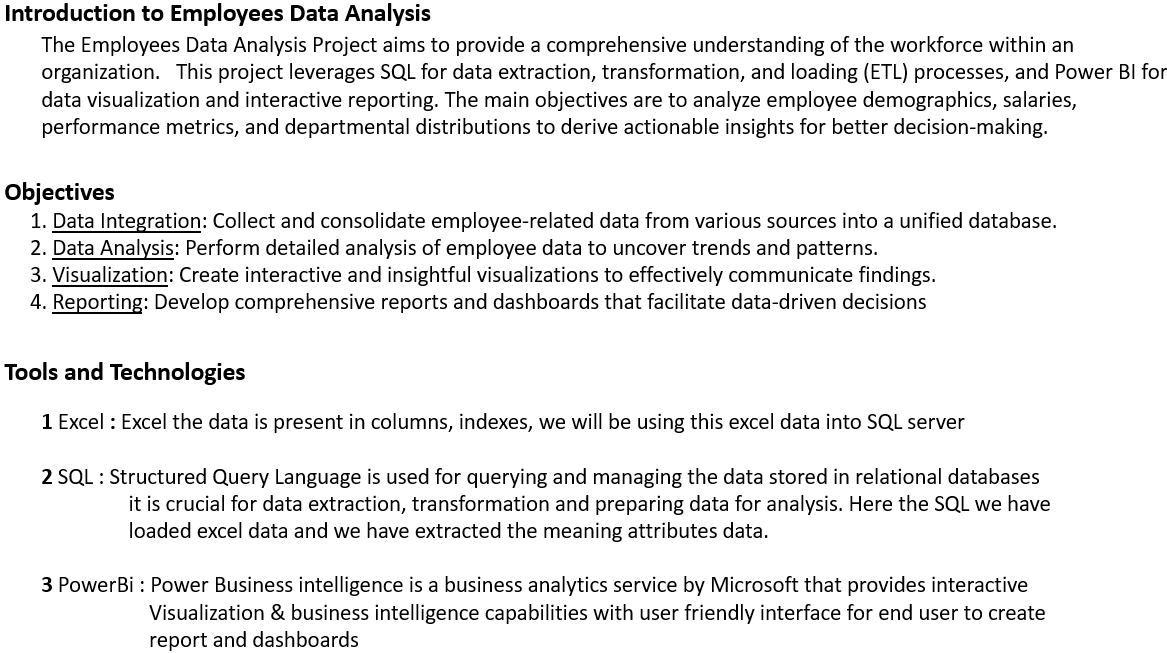 Introduction to Employees Data Analysis
The Employees Data Analysis Project aims to provide a comprehensive understanding of the workforce within an
organization.   This project leverages SQL for data extraction, transformation, and loading (ETL) processes, and Power BI for
data visualization and interactive reporting. The main objectives are to analyze employee demographics, salaries,
performance metrics, and departmental distributions to derive actionable insights for better decision-making.
Objectives
1. Data Integration: Collect and consolidate employee-related data from various sources into a unified database.
2. Data Analysis: Perform detailed analysis of employee data to uncover trends and patterns.
3. Visualization: Create interactive and insightful visualizations to effectively communicate findings.
4. Reporting: Develop comprehensive reports and dashboards that facilitate data-driven decisions
Tools and Technologies
1 Excel : Excel the data is present in columns, indexes, we will be using this excel data into SQL server
2 SQL : Structured Query Language is used for querying and managing the data stored in relational databases
it is crucial for data extraction, transformation and preparing data for analysis. Here the SQL we have
loaded excel data and we have extracted the meaning attributes data.
3 PowerBi : Power Business intelligence is a business analytics service by Microsoft that provides interactive
Visualization & business intelligence capabilities with user friendly interface for end user to create
report and dashboards